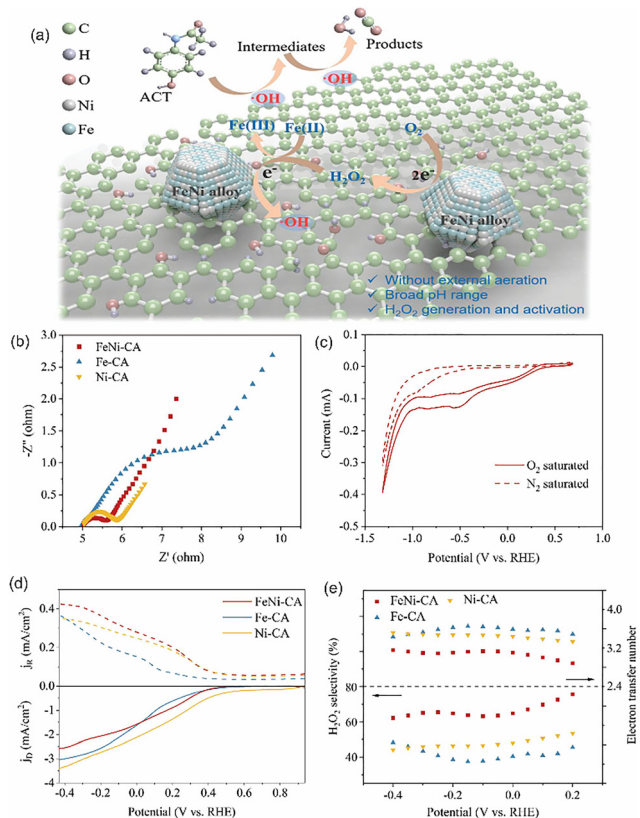 (a)
C
H
O
Ni
Fe
ACT
Intermediates
Products
·OH
·OH
Fe(III)
Fe(II)
O₂
e⁻
H₂O₂
2e⁻
FeNi alloy
FeNi alloy
·OH
✓ Without external aeration
✓ Broad pH range
✓ H₂O₂ generation and activation
(b)
FeNi-CA
Fe-CA
Ni-CA
-Z'' (ohm)
3.0
2.5
2.0
1.5
1.0
0.5
0.0
4 5 6 7 8 9 10
Z' (ohm)
(c)
Current (mA)
0.1
0.0
-0.1
-0.2
-0.3
-0.4
-0.5
O₂ saturated
N₂ saturated
-1.5 -1.0 -0.5 0.0 0.5 1.0
Potential (V vs. RHE)
(d)
FeNi-CA
Fe-CA
Ni-CA
jR (mA/cm²)
0.4
0.2
0.0
jD (mA/cm²)
-1
-2
-3
-4
-0.4 -0.2 0.0 0.2 0.4 0.6 0.8
Potential (V vs. RHE)
(e)
FeNi-CA
Ni-CA
Fe-CA
H₂O₂ selectivity (%)
80
60
40
4.0
3.2
2.4
Electron transfer number
-0.4 -0.2 0.0 0.2
Potential (V vs. RHE)